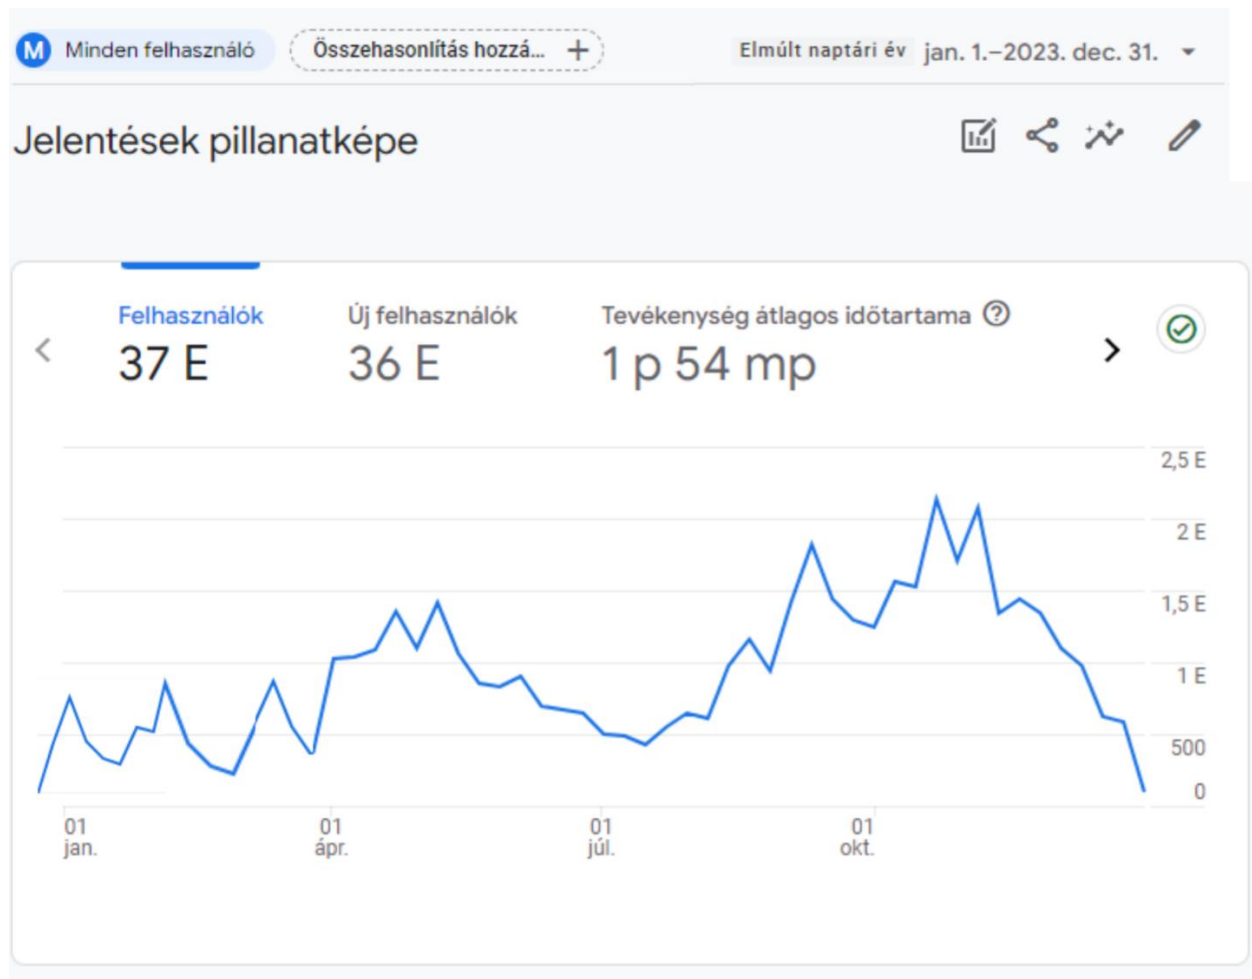 M Minden felhasználó Összehasonlítás hozzá... + Elmúlt naptári év jan. 1.–2023. dec. 31.
Jelentések pillanatképe
Felhasználók Új felhasználók Tevékenység átlagos időtartama
37 E 36 E 1 p 54 mp
2,5 E
2 E
1,5 E
1 E
500
0
01 01 01 01
jan. ápr. júl. okt.